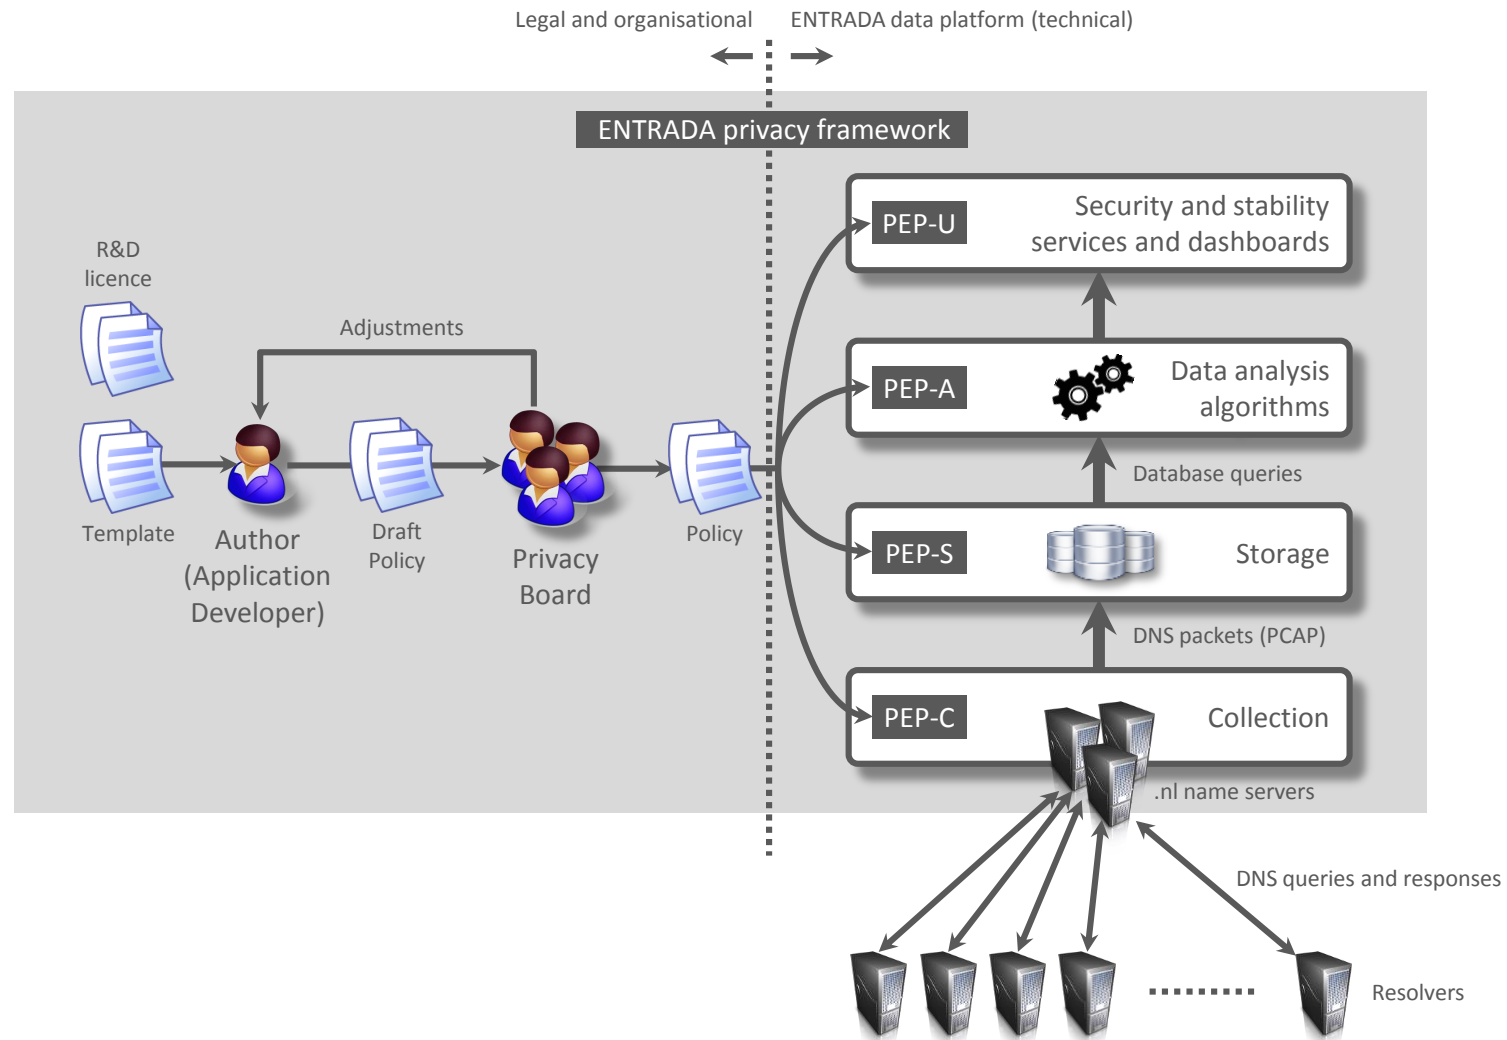 Legal and organisational
ENTRADA data platform (technical)
ENTRADA privacy framework
R&D
licence
Adjustments
Template
Author
(Application
Developer)
Draft
Policy
Privacy
Board
Policy
PEP-U
Security and stability
services and dashboards
PEP-A
Data analysis
algorithms
Database queries
PEP-S
Storage
DNS packets (PCAP)
PEP-C
Collection
.nl name servers
DNS queries and responses
Resolvers